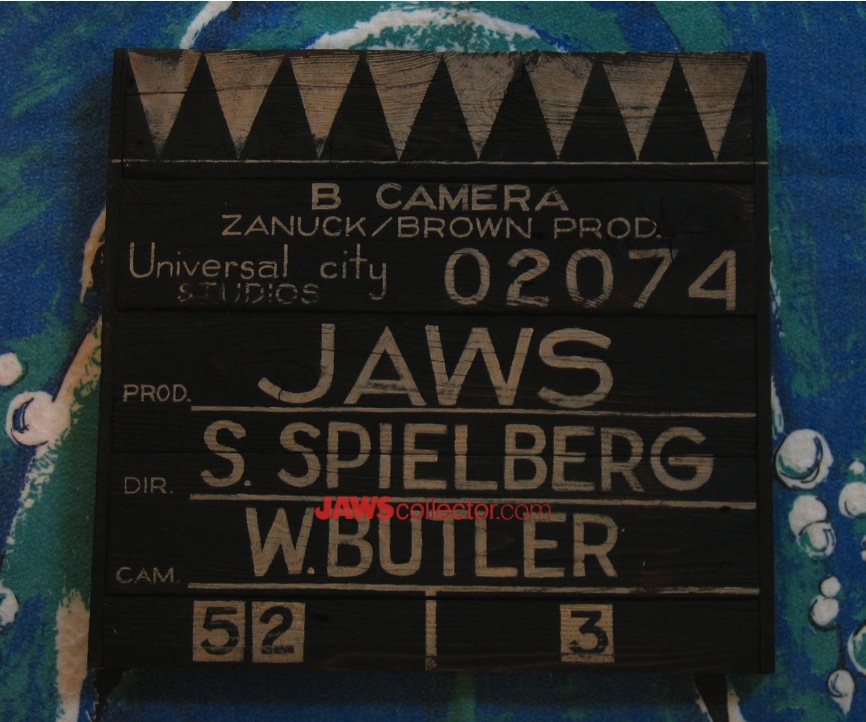 B CAMERA
ZANUCK/BROWN PROD.
Universal city 02074
STUDIOS
PROD. JAWS
DIR. S. SPIELBERG
JAWScollector.com
CAM. W.BUTLER
52 3